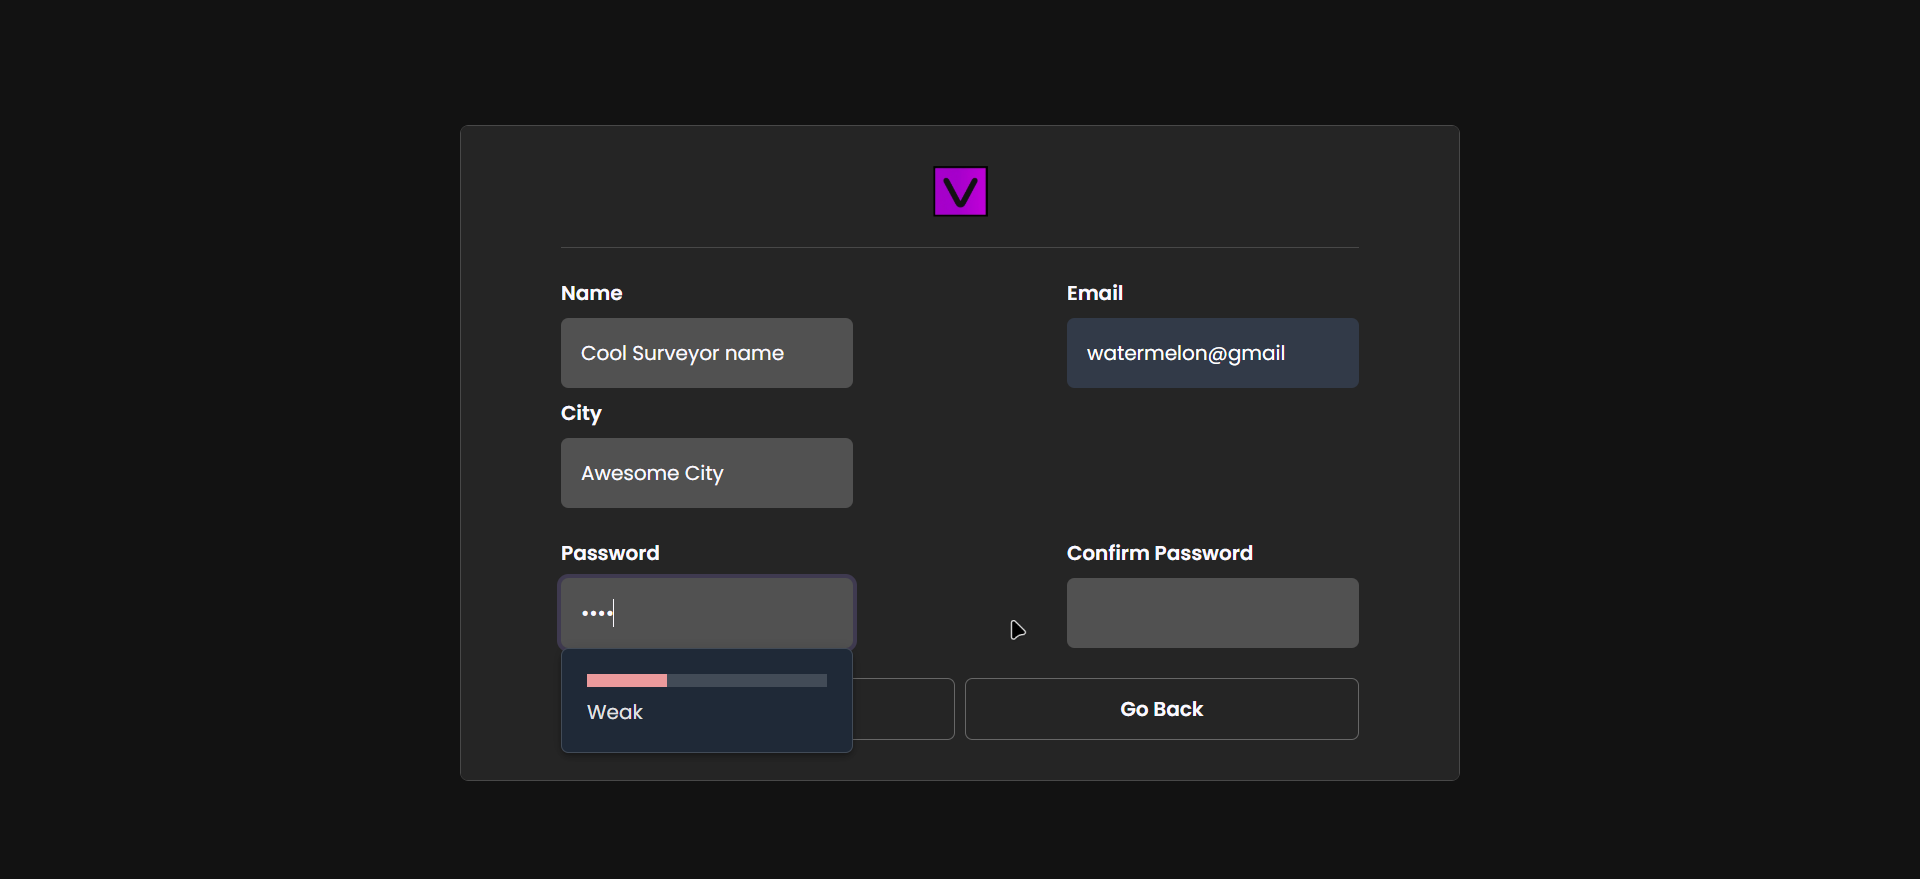 V
Name
Email
Cool Surveyor name
watermelon@gmail
City
Awesome City
Password
Confirm Password
••••
Weak
Go Back